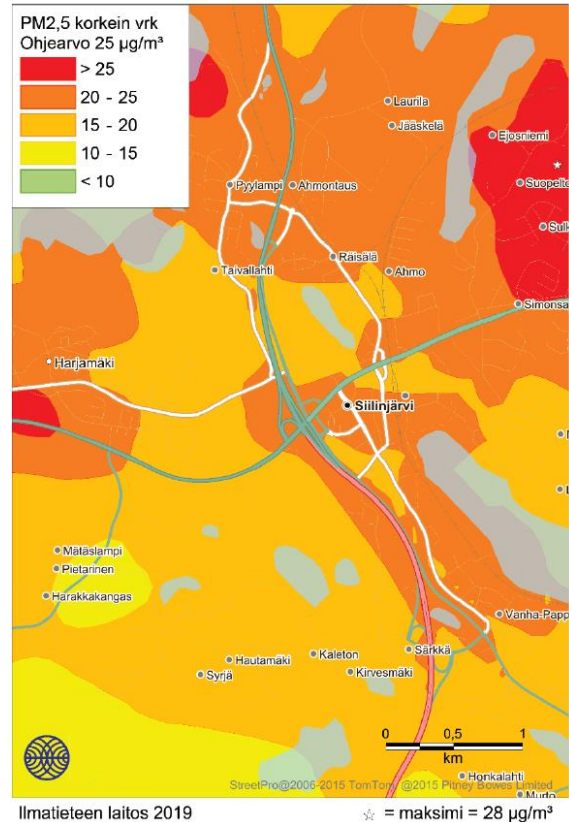 PM2,5 korkein vrk
Ohjearvo 25 µg/m³
> 25
20 - 25
15 - 20
10 - 15
< 10
Laurila
Jääskelä
Ejosniemi
Suopelto
Pyylampi
Ahmontaus
Räisälä
Taivallahti
Ahmo
Simonsa
Harjamäki
Siilinjärvi
Mätäslampi
Pietarinen
Harakkakangas
Vanha-Papp
Särkkä
Kaleton
Hautamäki
Kirvesmäki
Syrjä
0 0,5 1
km
StreetPro@2006-2015 TomTom, @2015 Pitney Bowes Limited
Honkalahti
Ilmatieteen laitos 2019
☆ = maksimi = 28 µg/m³